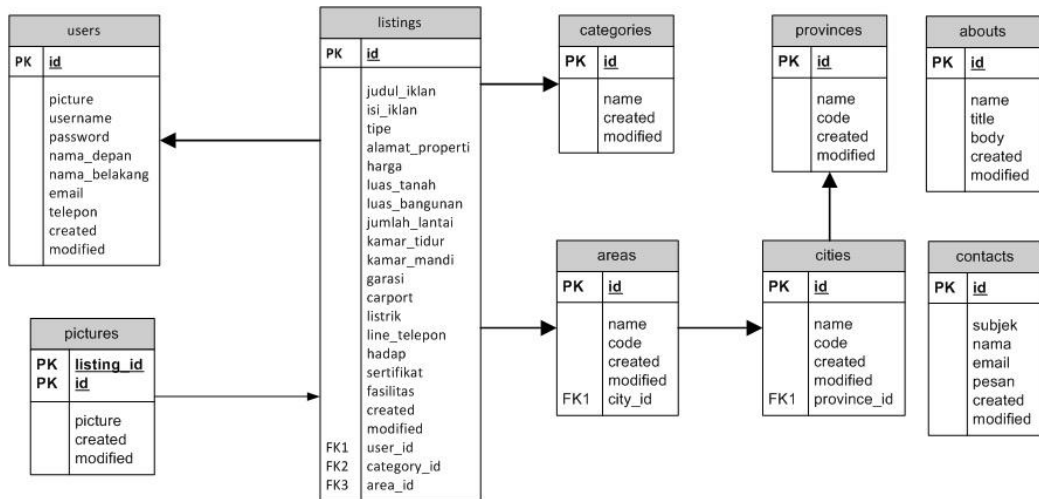 users
PK id
picture
username
password
nama_depan
nama_belakang
email
telepon
created
modified
pictures
PK listing_id
PK id
picture
created
modified
listings
PK id
judul_iklan
isi_iklan
tipe
alamat_properti
harga
luas_tanah
luas_bangunan
jumlah_lantai
kamar_tidur
kamar_mandi
garasi
carport
listrik
line_telepon
hadap
sertifikat
fasilitas
created
modified
FK1 user_id
FK2 category_id
FK3 area_id
categories
PK id
name
created
modified
areas
PK id
name
code
created
modified
FK1 city_id
provinces
PK id
name
code
created
modified
cities
PK id
name
code
created
modified
FK1 province_id
abouts
PK id
name
title
body
created
modified
contacts
PK id
subjek
nama
email
pesan
created
modified